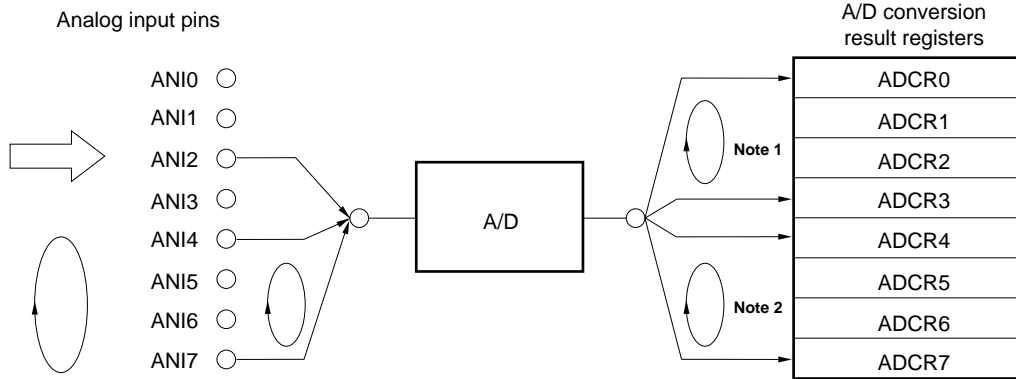 Analog input pins
A/D conversion
result registers
ANI0
ANI1
ANI2
ANI3
ANI4
ANI5
ANI6
ANI7
A/D
Note 1
Note 2
ADCR0
ADCR1
ADCR2
ADCR3
ADCR4
ADCR5
ADCR6
ADCR7